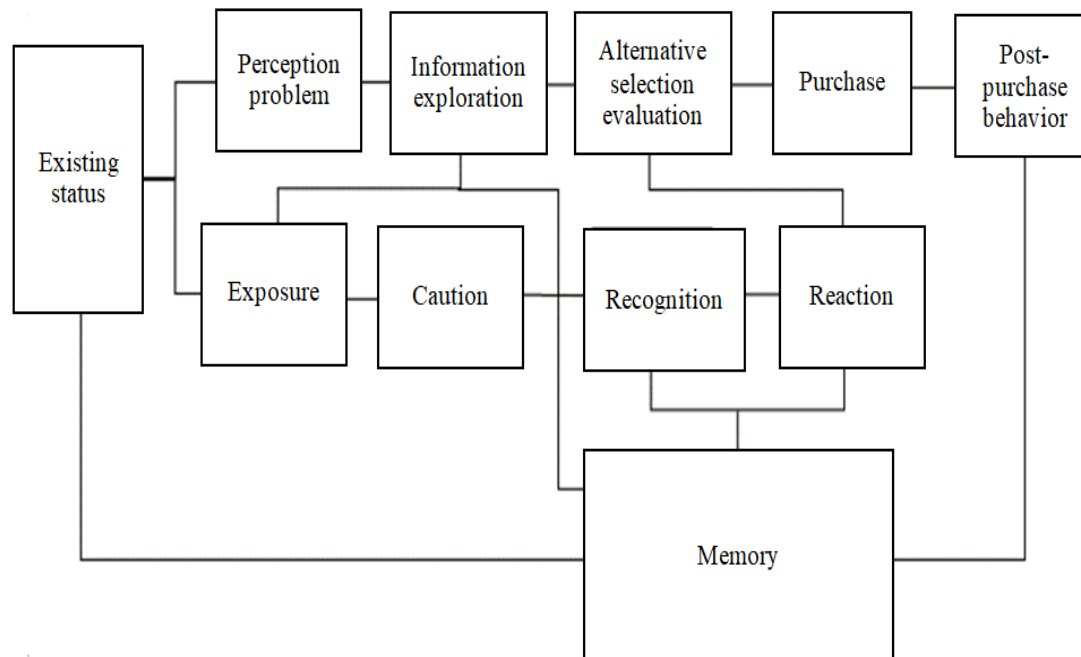 Existing
status
Perception
problem
Information
exploration
Alternative
selection
evaluation
Purchase
Post-
purchase
behavior
Exposure
Caution
Recognition
Reaction
Memory